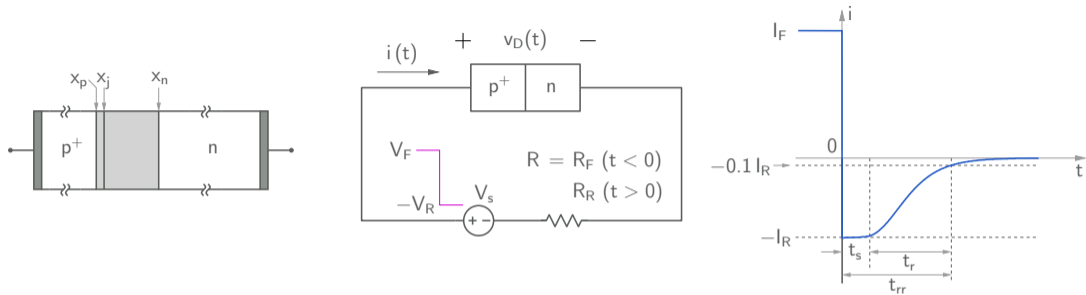 x_p x_j x_n
p⁺ n
+ v_D(t) −
i(t)
p⁺ n
V_F
−V_R
V_s
+ −
R = R_F (t < 0)
R_R (t > 0)
i
I_F
0
t
−0.1 I_R
−I_R
t_s
t_r
t_rr